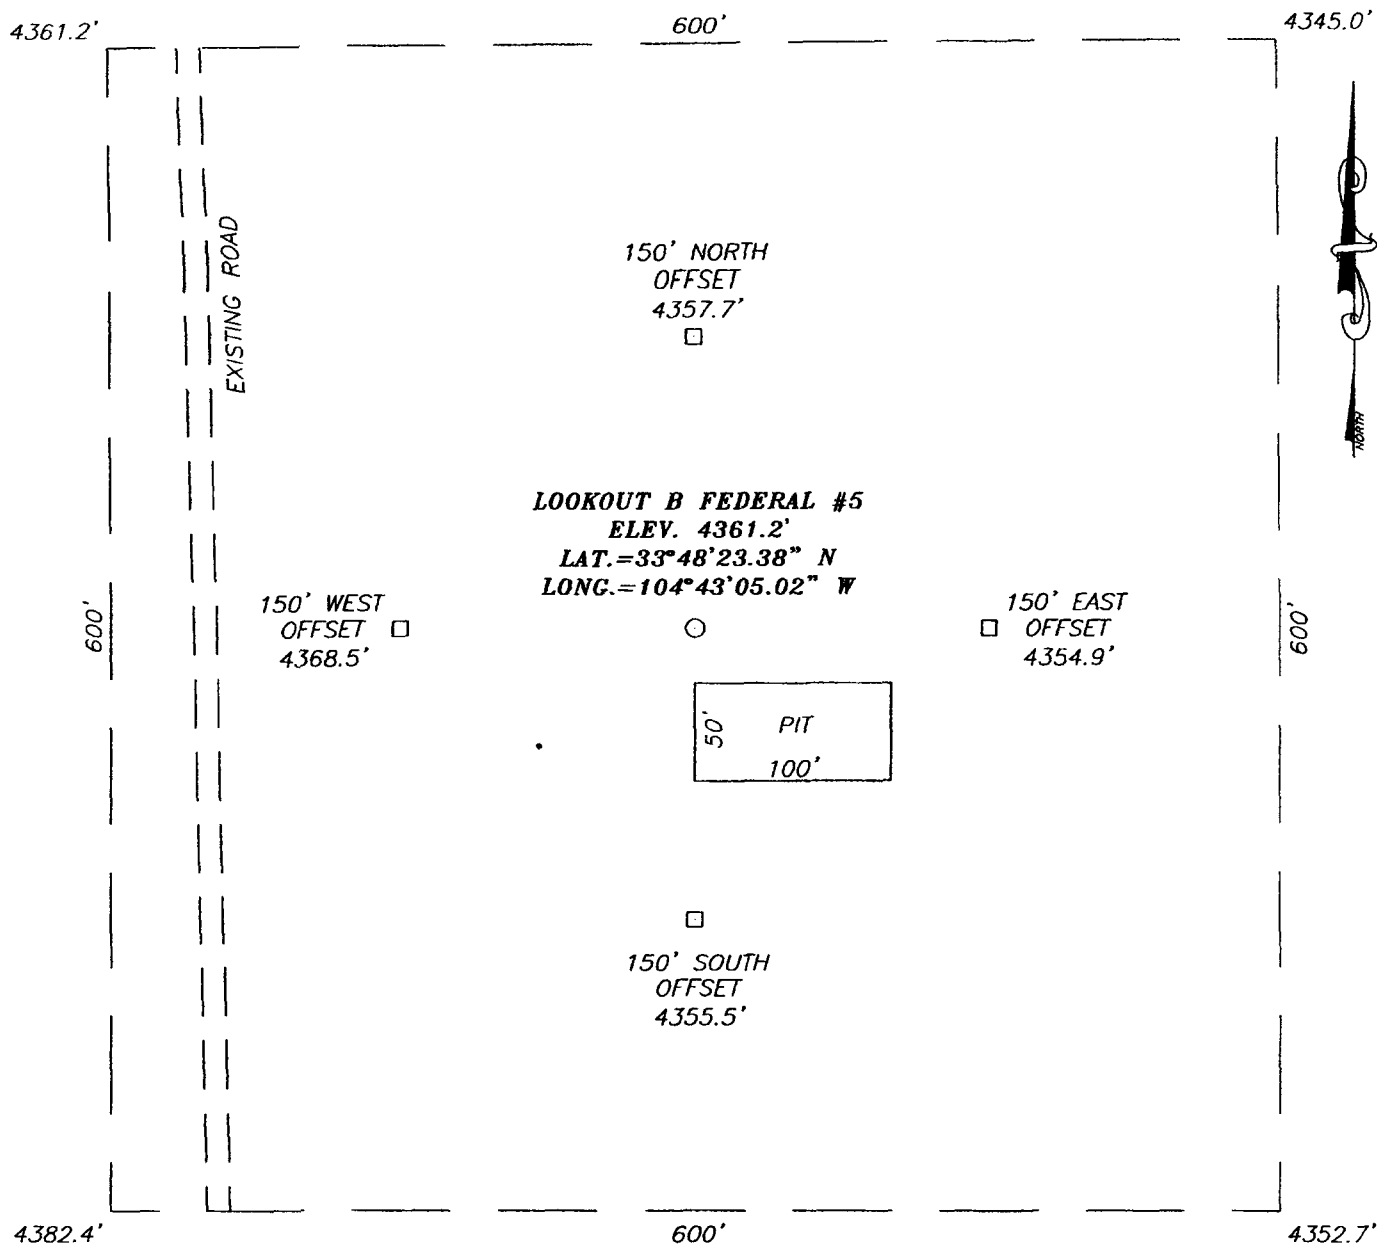 4361.2'
600'
4345.0'
EXISTING ROAD
150' NORTH
OFFSET
4357.7'
NORTH
LOOKOUT B FEDERAL #5
ELEV. 4361.2'
LAT.=33°48'23.38" N
LONG.=104°43'05.02" W
600'
150' WEST
OFFSET
4368.5'
150' EAST
OFFSET
4354.9'
600'
50'
PIT
100'
150' SOUTH
OFFSET
4355.5'
4382.4'
600'
4352.7'